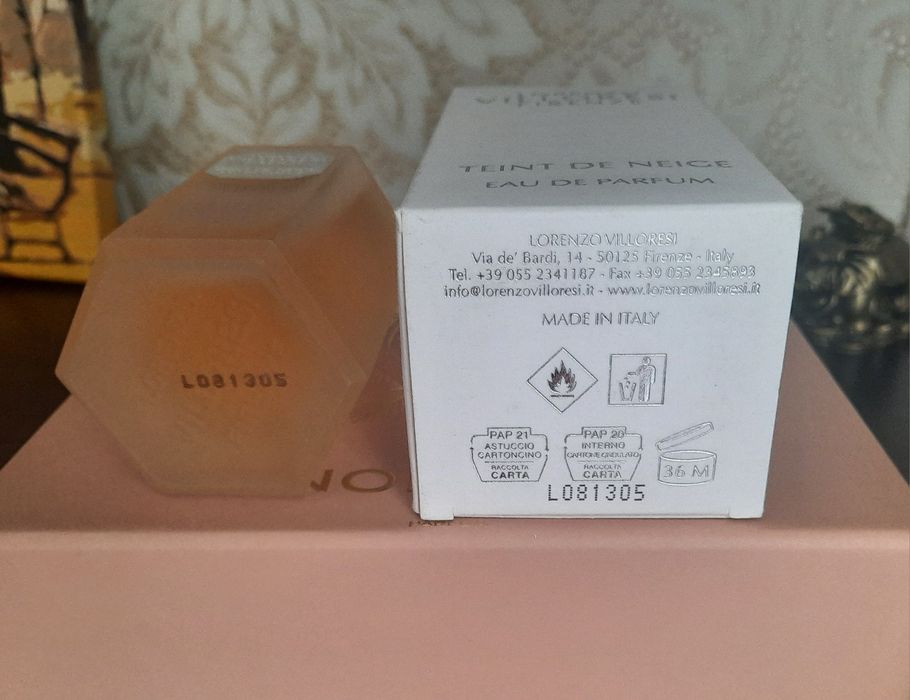 TEINT DE NEIGE
EAU DE PARFUM
LORENZO VILLORESI
Via de' Bardi, 14 - 50125 Firenze - Italy
Tel. +39 055 2341187 - Fax +39 055 2345893
info@lorenzovilloresi.it - www.lorenzovilloresi.it
MADE IN ITALY
PAP 21
ASTUCCIO
CARTONCINO
RACCOLTA
CARTA
PAP 20
INTERNO
CARTONE ONDULATO
RACCOLTA
CARTA
36 M
L081305
L081305